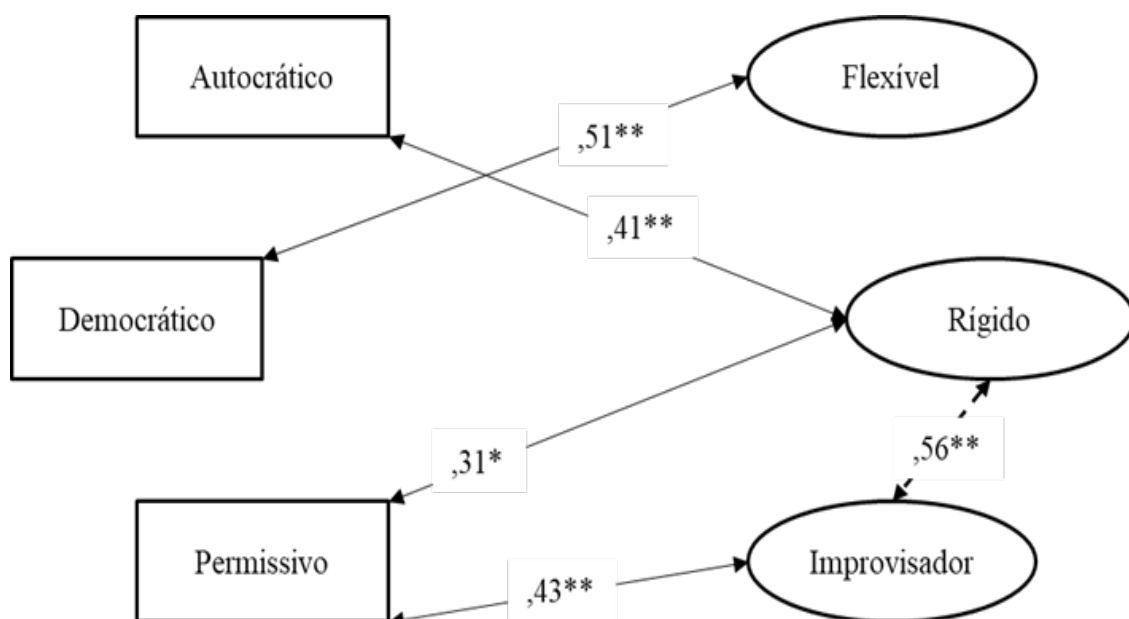 Autocrático
Flexível
,51**
,41**
Democrático
Rígido
,31*
,56**
Permissivo
Improvisador
,43**